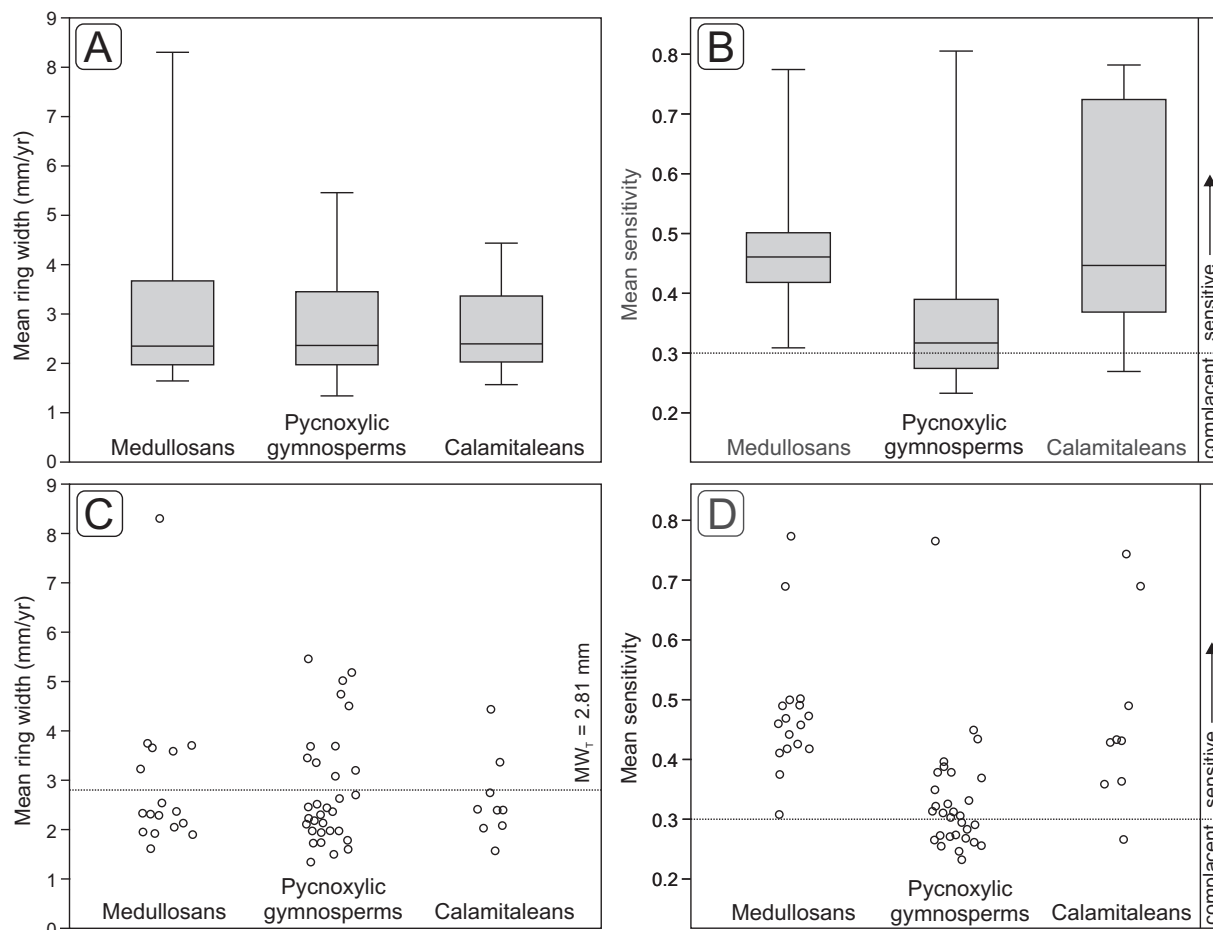 A
9
8
7
6
5
4
3
2
1
0
Mean ring width (mm/yr)
Medullosans
Pycnoxylic
gymnosperms
Calamitaleans
B
0.8
0.7
0.6
0.5
0.4
0.3
0.2
Mean sensitivity
Medullosans
Pycnoxylic
gymnosperms
Calamitaleans
complacent
sensitive
C
9
8
7
6
5
4
3
2
1
0
Mean ring width (mm/yr)
MWT = 2.81 mm
Medullosans
Pycnoxylic
gymnosperms
Calamitaleans
D
0.8
0.7
0.6
0.5
0.4
0.3
0.2
Mean sensitivity
Medullosans
Pycnoxylic
gymnosperms
Calamitaleans
complacent
sensitive